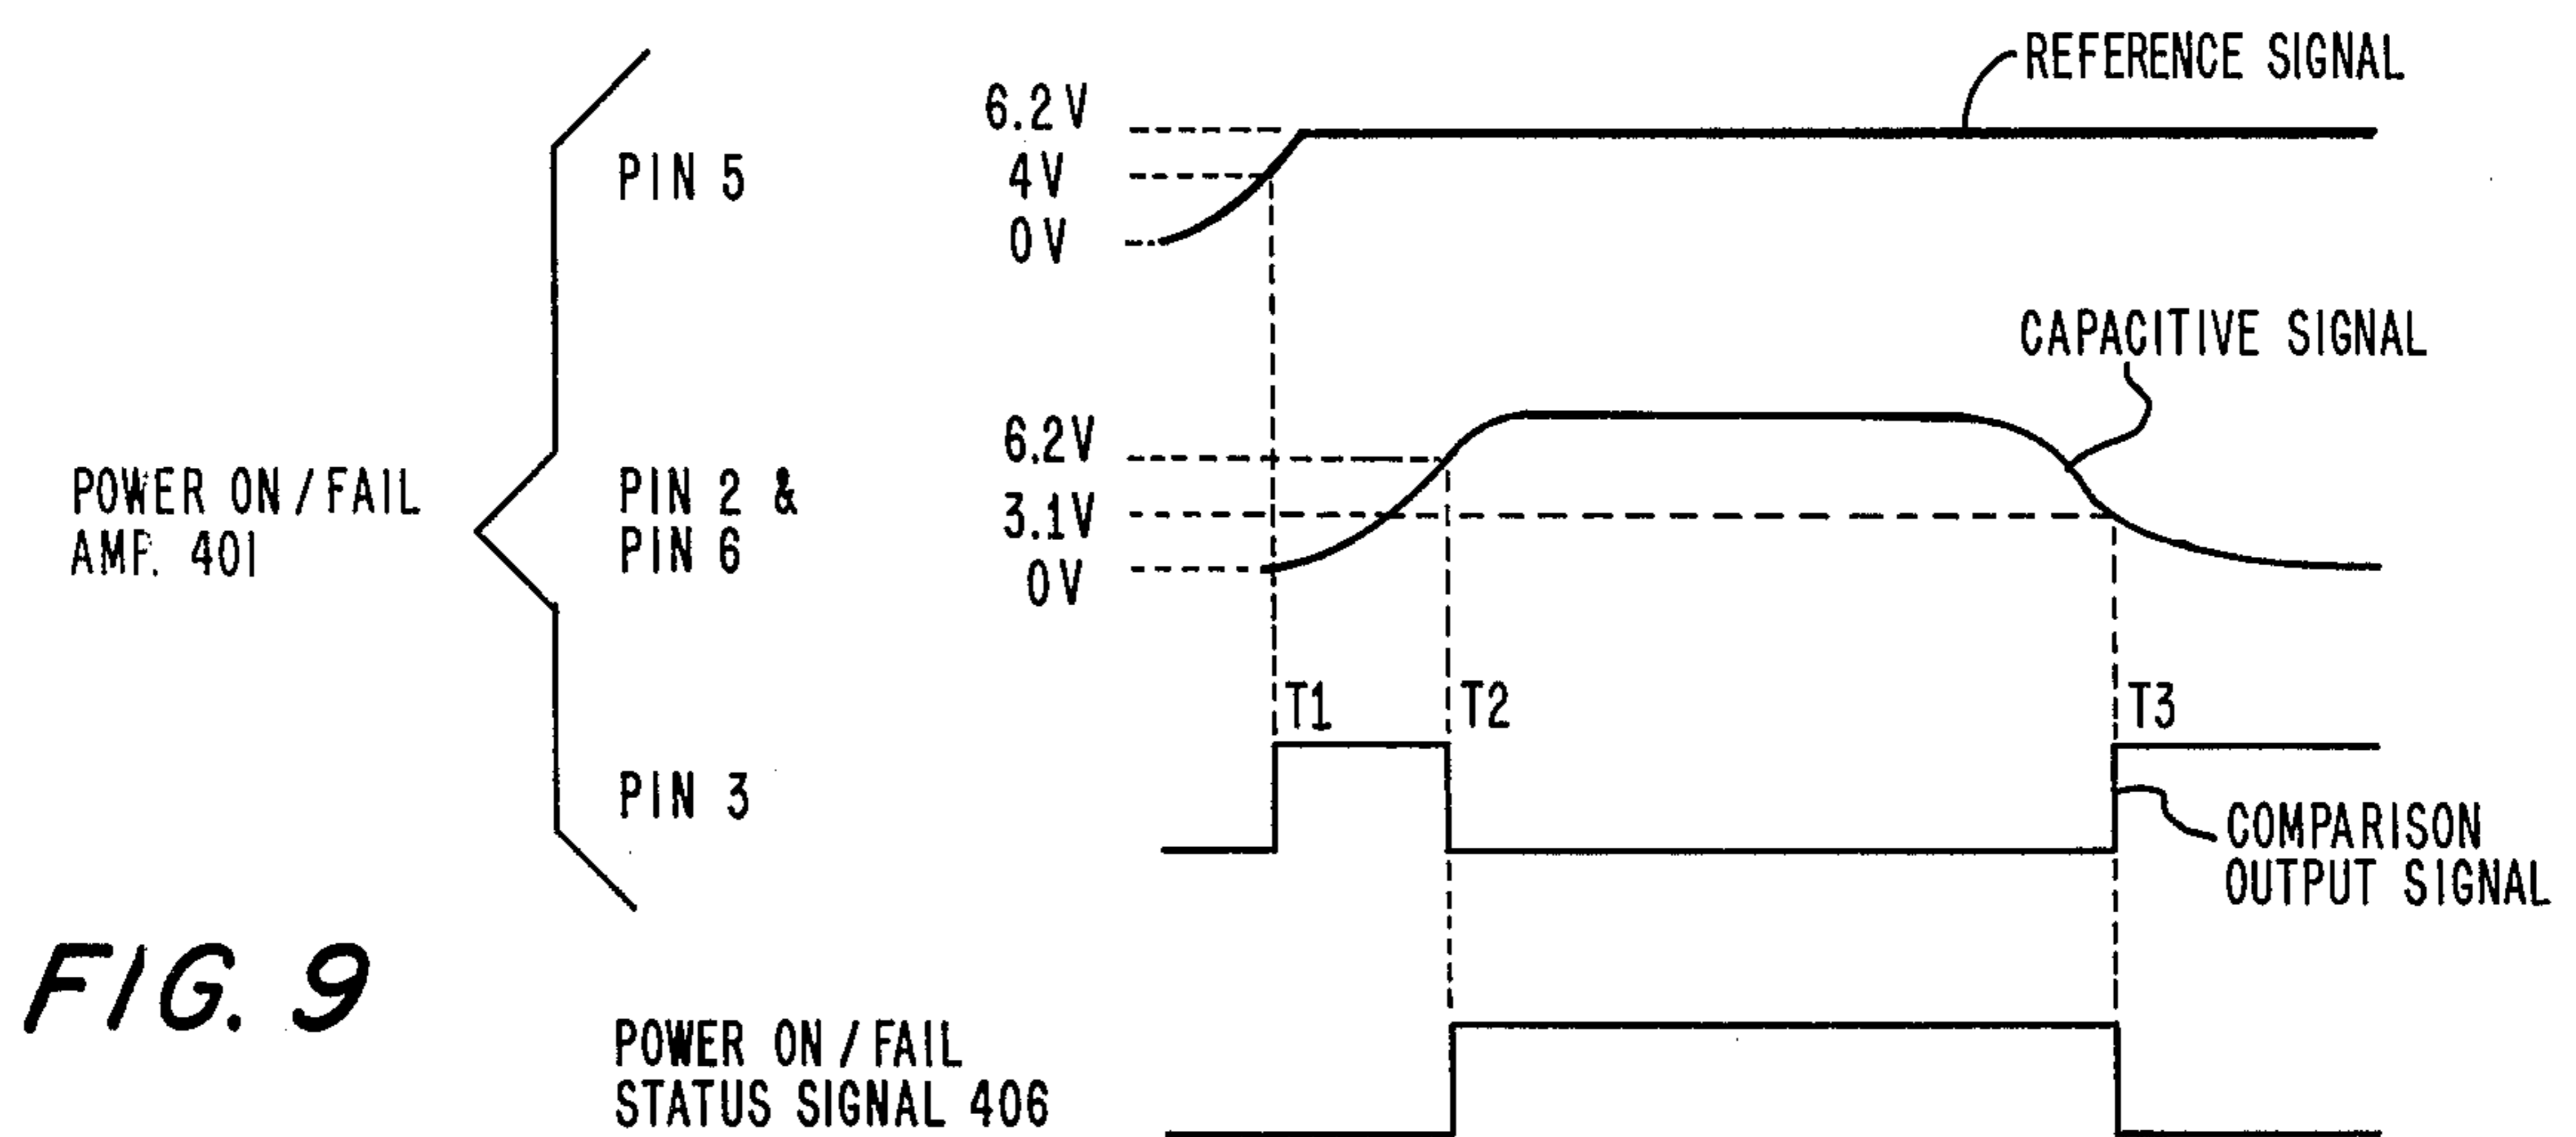 REFERENCE SIGNAL
6.2V
4V
0V
PIN 5
CAPACITIVE SIGNAL
6.2V
3.1V
0V
POWER ON / FAIL
AMP. 401
PIN 2 &
PIN 6
T1
T2
T3
PIN 3
COMPARISON
OUTPUT SIGNAL
FIG. 9
POWER ON / FAIL
STATUS SIGNAL 406